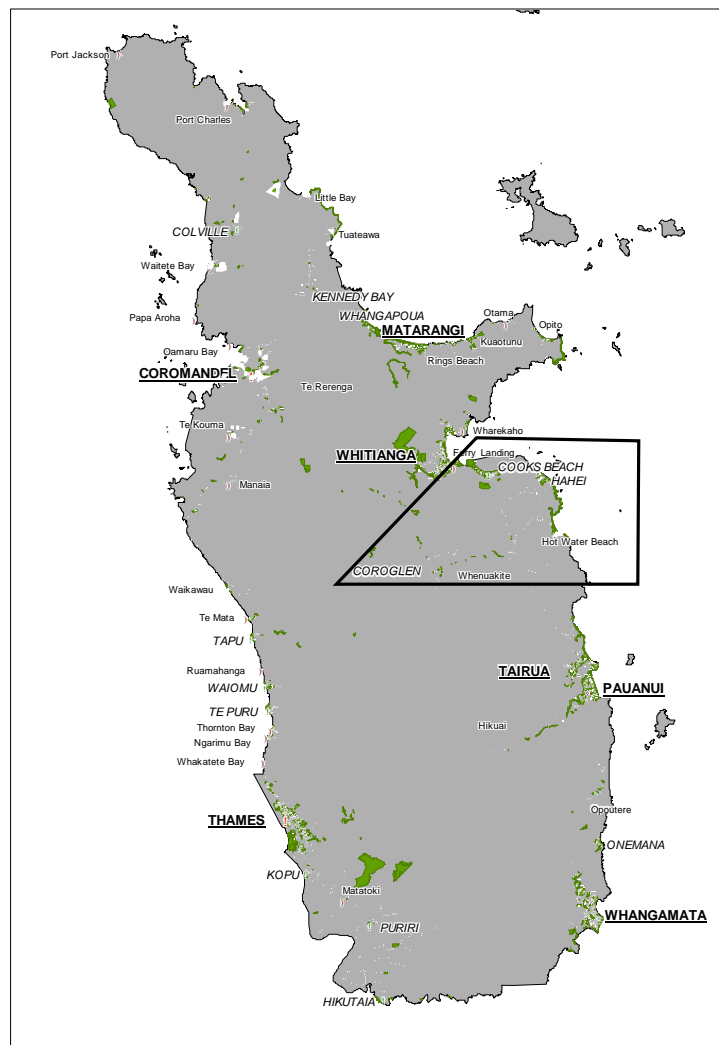 Port Jackson
Port Charles
Little Bay
COLVILLE
Tuateawa
Waitete Bay
KENNEDY BAY
WHANGAPOUA
Papa Aroha
MATARANGI
Otama
Opito
Kuaotunu
Oamaru Bay
Rings Beach
COROMANDEL
Te Rerenga
Te Kouma
Wharekaho
WHITIANGA
Ferry Landing
COOKS BEACH
HAHEI
Manaia
Hot Water Beach
COROGLEN
Whenuakite
Waikawau
Te Mata
TAPU
Ruamahanga
TAIRUA
WAIOMU
PAUANUI
TE PURU
Thornton Bay
Hikuai
Ngarimu Bay
Whakatete Bay
Opoutere
THAMES
ONEMANA
KOPU
Matatoki
WHANGAMATA
PURIRI
HIKUTAIA